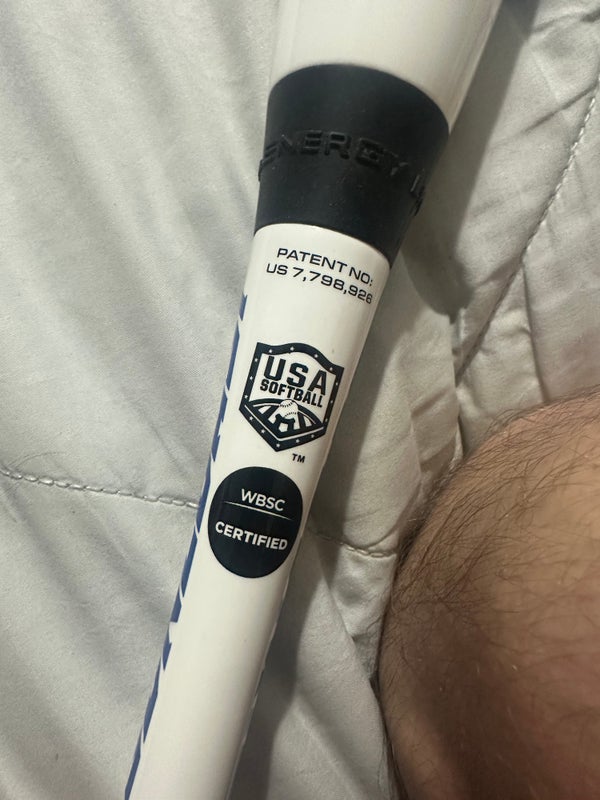 ENERGY
PATENT NO:
US 7,798,926
USA
SOFTBALL
TM
WBSC
CERTIFIED